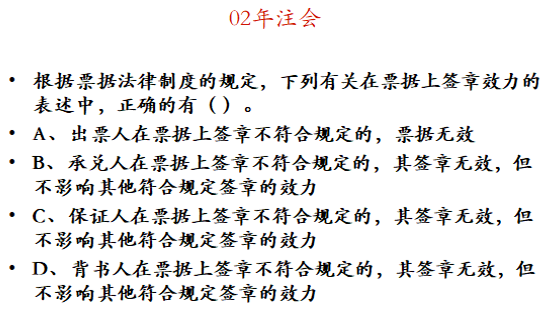 02年注会
• 根据票据法律制度的规定，下列有关在票据上签章效力的
表述中，正确的有（ ）。
• A、出票人在票据上签章不符合规定的，票据无效
• B、承兑人在票据上签章不符合规定的，其签章无效，但
不影响其他符合规定签章的效力
• C、保证人在票据上签章不符合规定的，其签章无效，但
不影响其他符合规定签章的效力
• D、背书人在票据上签章不符合规定的，其签章无效，但
不影响其他符合规定签章的效力